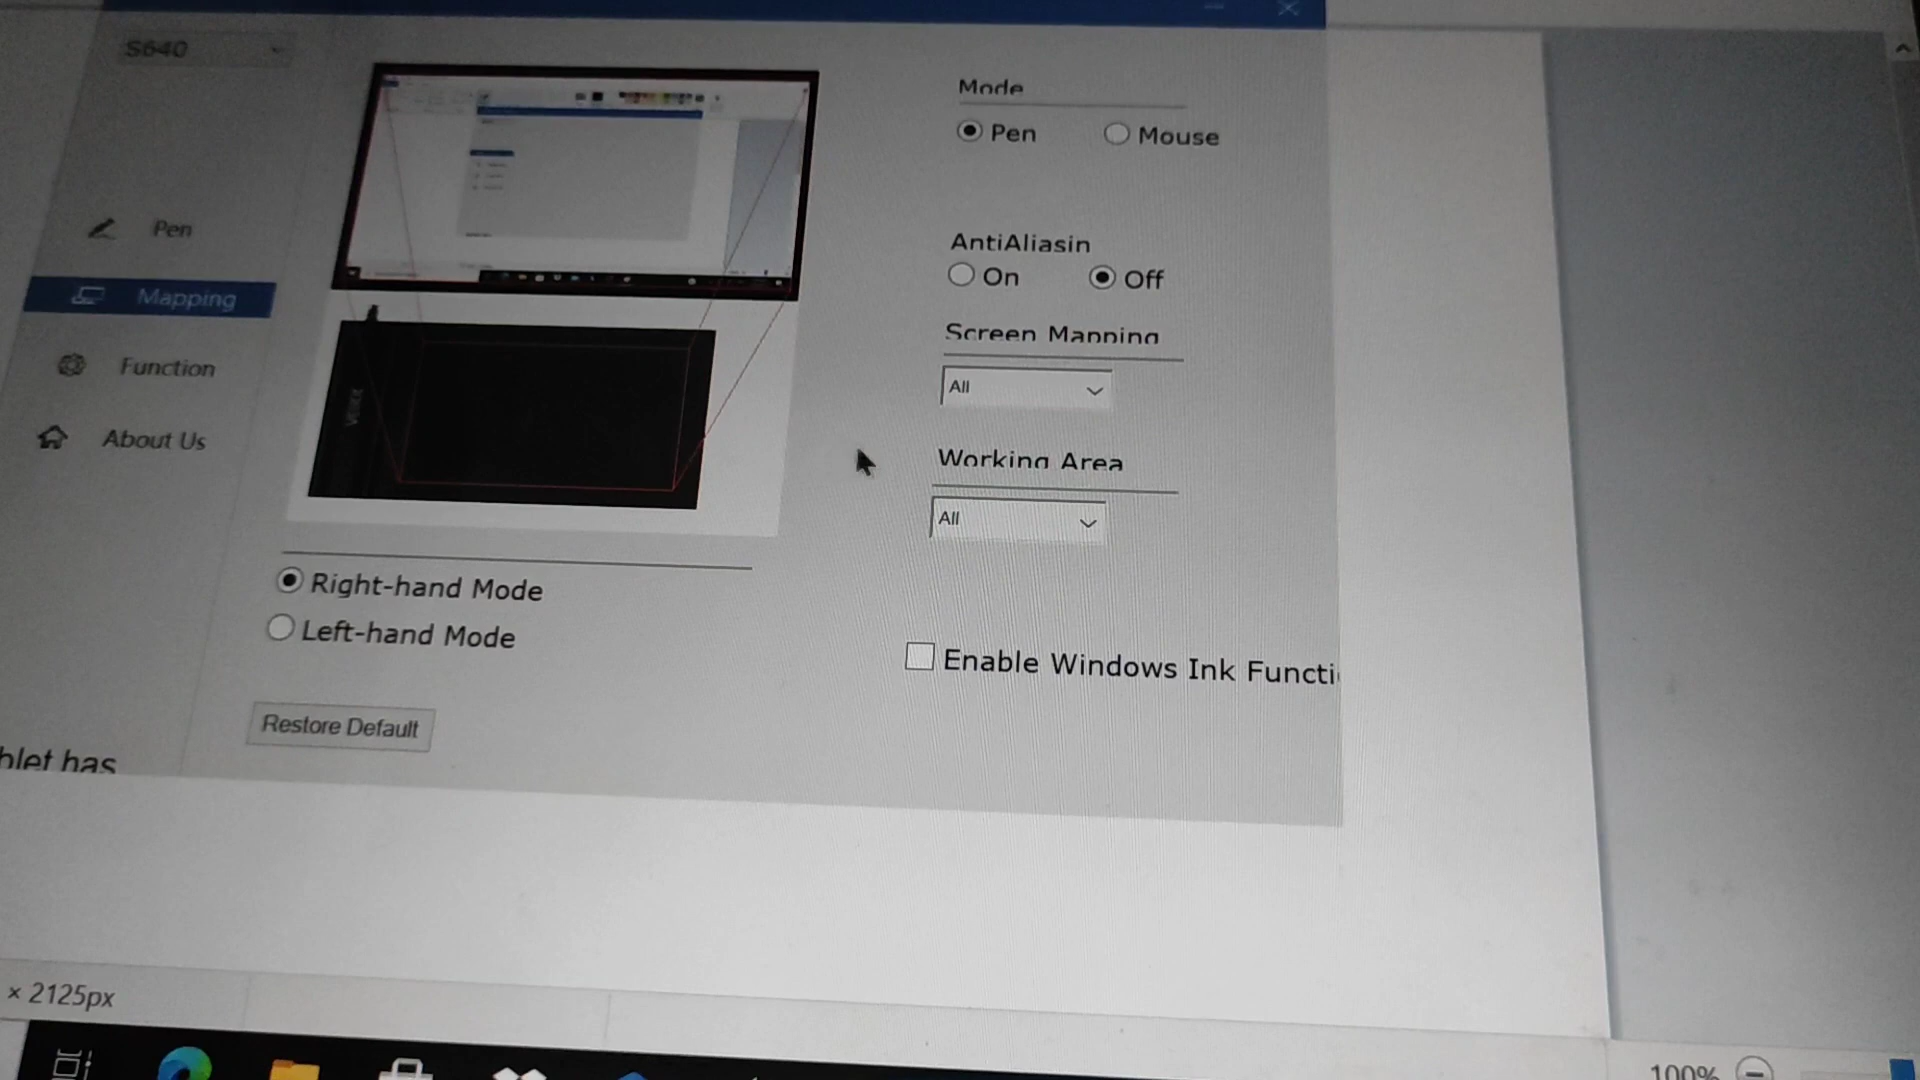 S640
Pen
Mapping
Function
About Us
Mode
Pen
Mouse
AntiAliasin
On
Off
Screen Mapping
All
Working Area
All
Right-hand Mode
Left-hand Mode
Enable Windows Ink Functi
Restore Default
blet has
× 2125px
100%